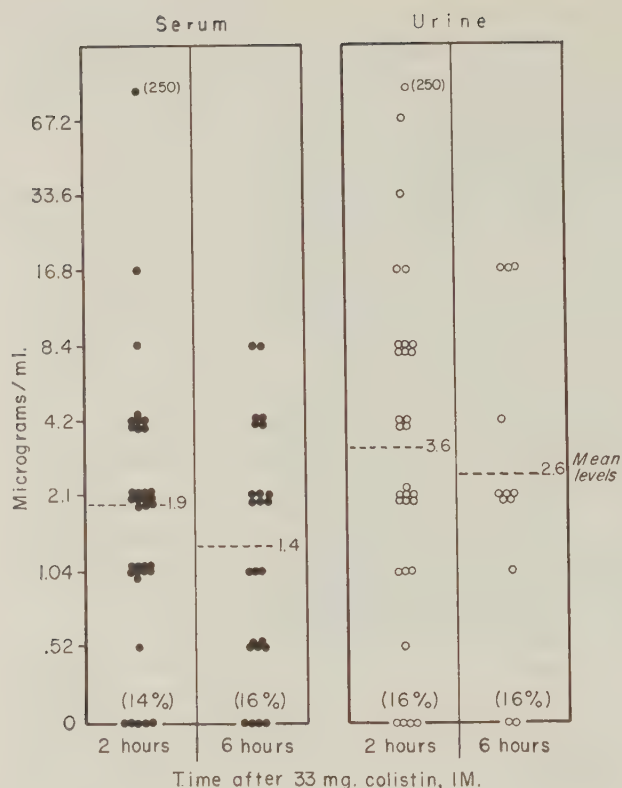 Serum Urine
(250) (250)
67.2
33.6
16.8
8.4
4.2
3.6
2.6 Mean levels
2.1
1.9
1.4
1.04
.52
(14%) (16%) (16%) (16%)
0
2 hours 6 hours 2 hours 6 hours
Micrograms/ml.
Time after 33 mg. colistin, IM.